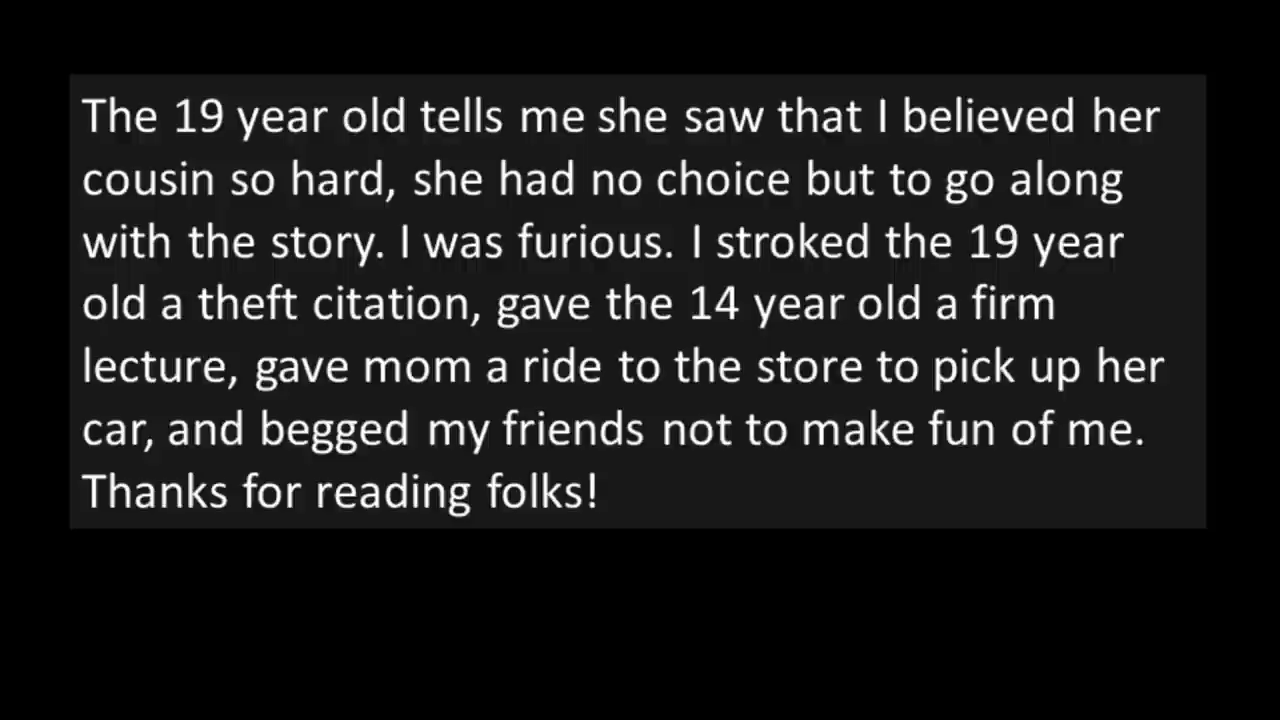 The 19 year old tells me she saw that I believed her
cousin so hard, she had no choice but to go along
with the story. I was furious. I stroked the 19 year
old a theft citation, gave the 14 year old a firm
lecture, gave mom a ride to the store to pick up her
car, and begged my friends not to make fun of me.
Thanks for reading folks!